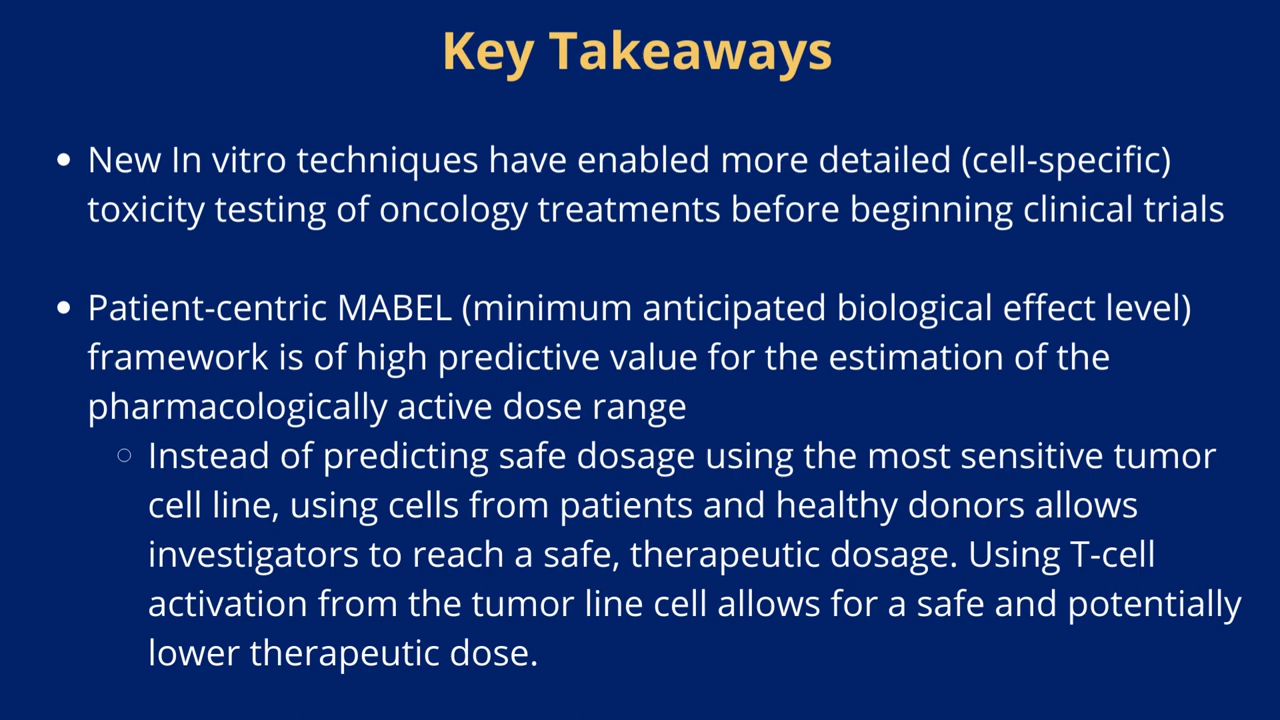 Key Takeaways
• New In vitro techniques have enabled more detailed (cell-specific)
toxicity testing of oncology treatments before beginning clinical trials
• Patient-centric MABEL (minimum anticipated biological effect level)
framework is of high predictive value for the estimation of the
pharmacologically active dose range
○ Instead of predicting safe dosage using the most sensitive tumor
cell line, using cells from patients and healthy donors allows
investigators to reach a safe, therapeutic dosage. Using T-cell
activation from the tumor line cell allows for a safe and potentially
lower therapeutic dose.